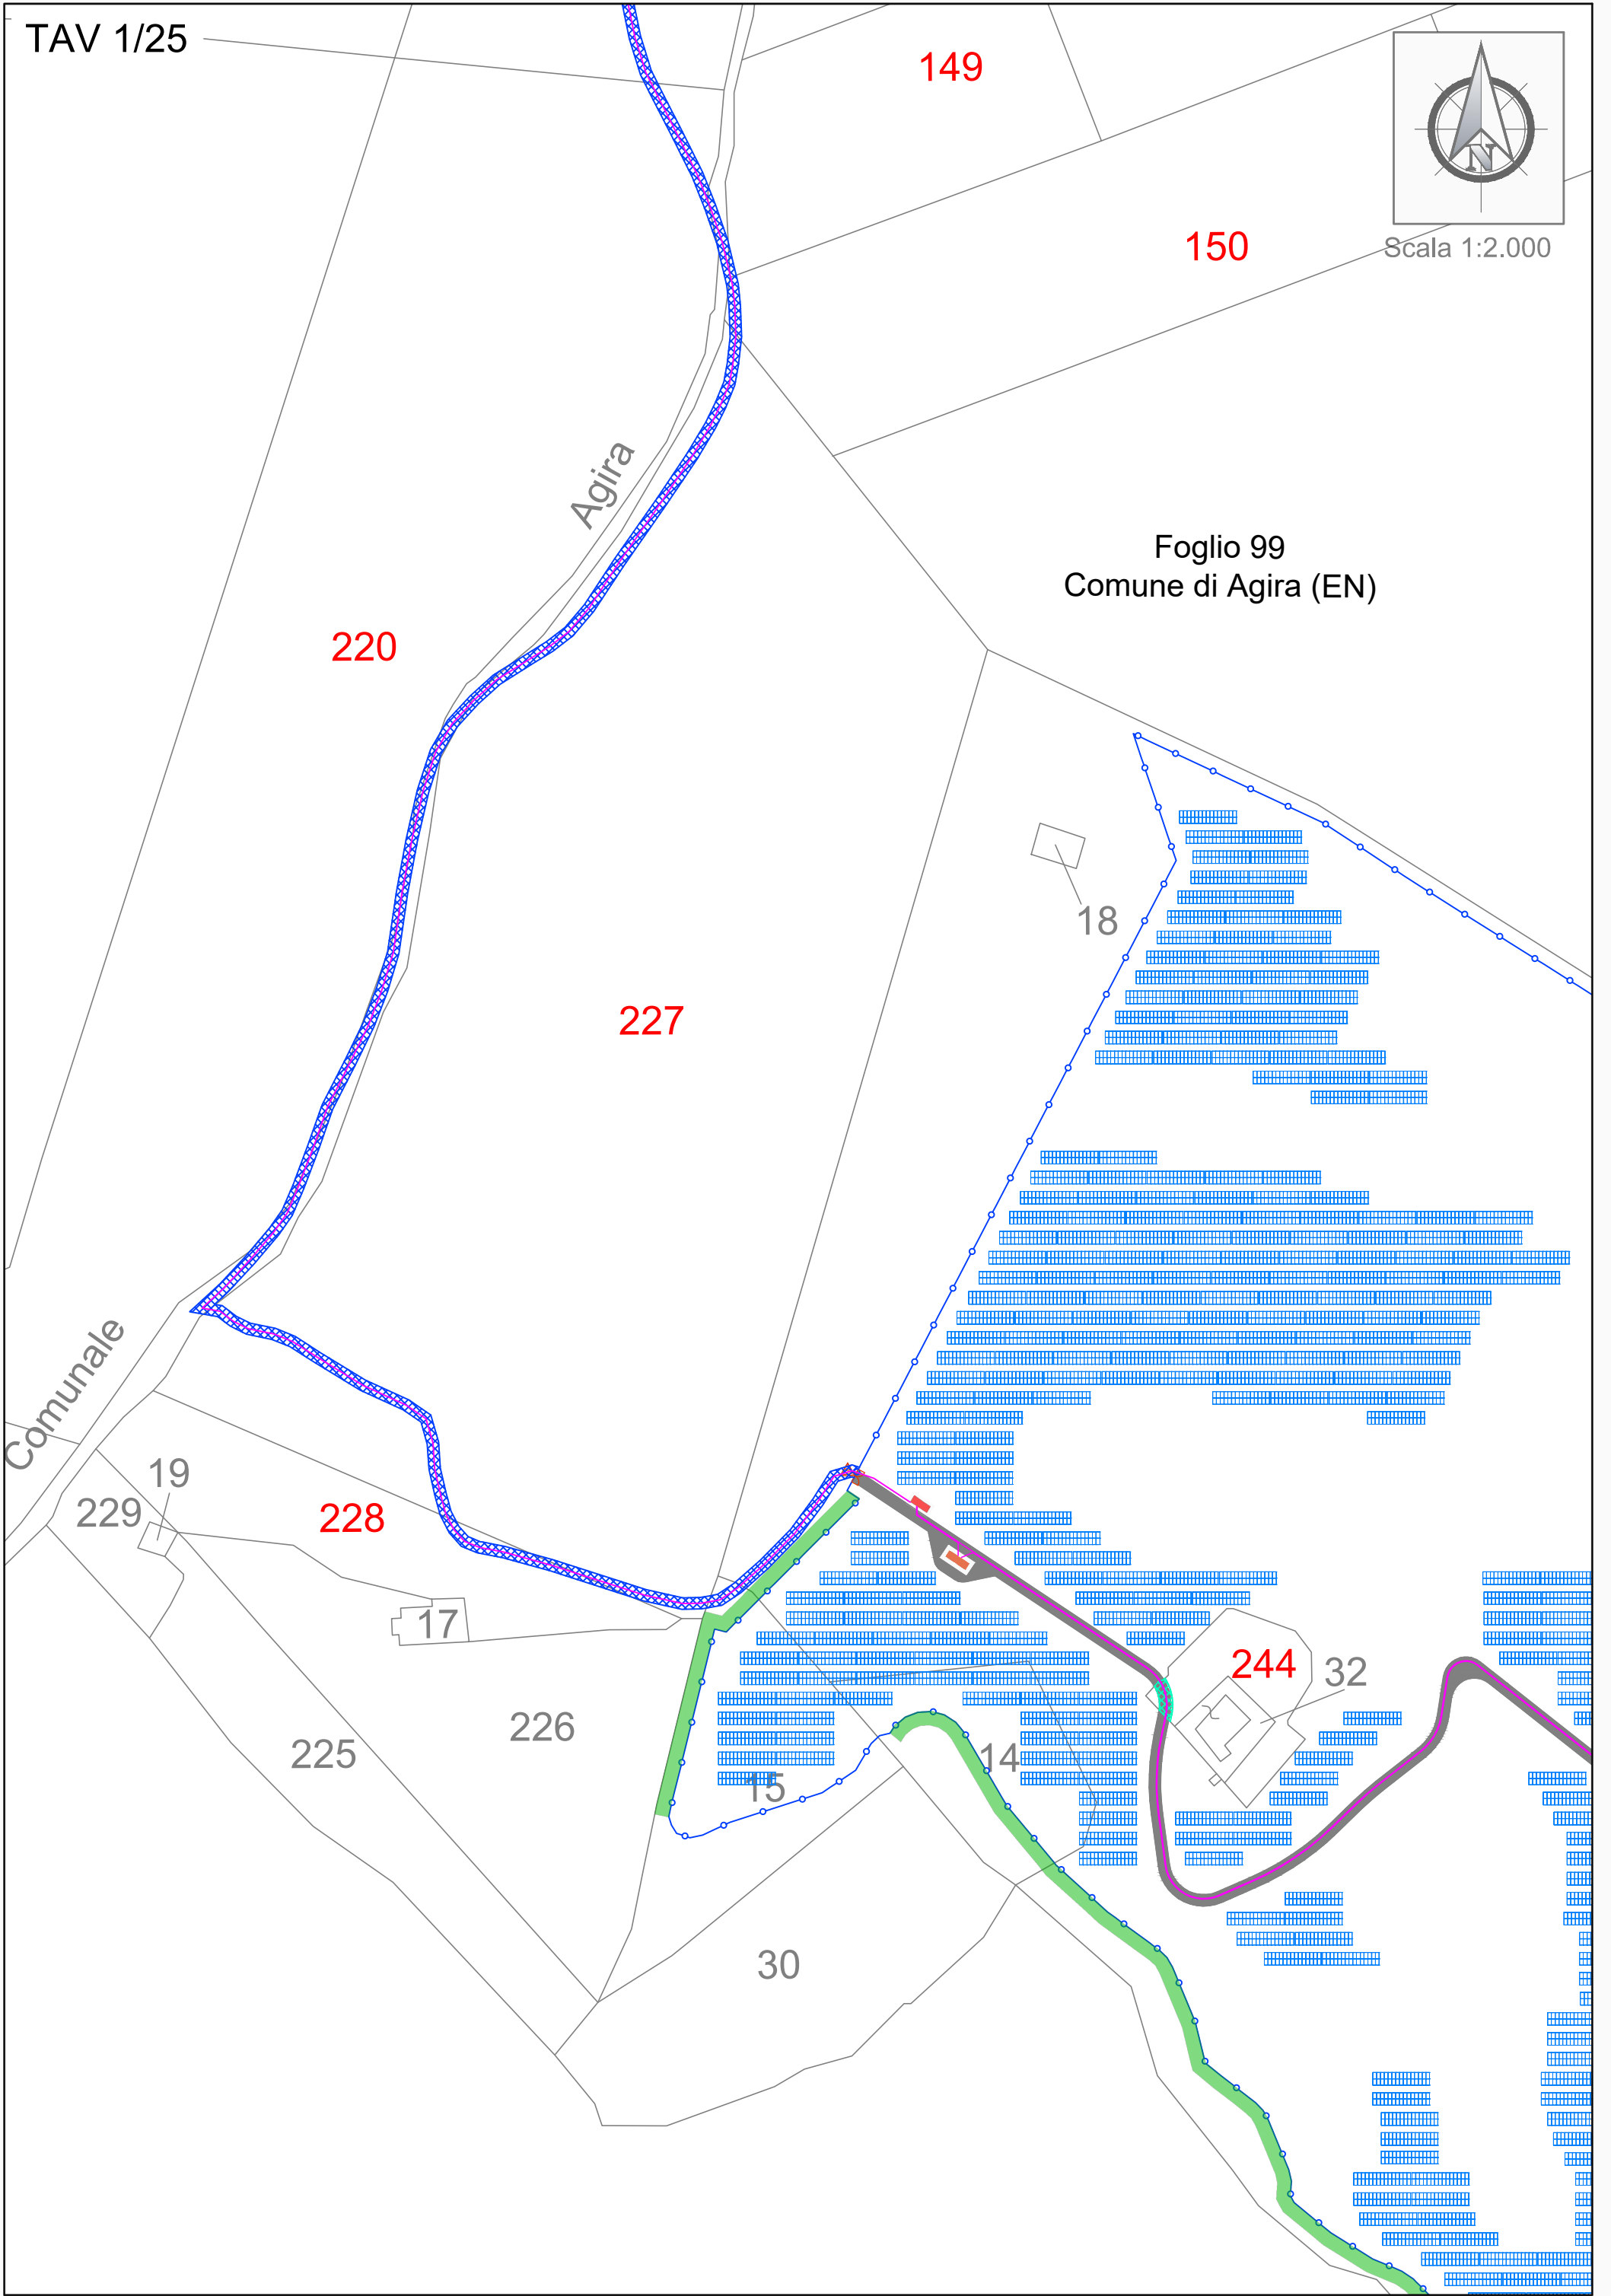 TAV 1/25
149
N
150
Scala 1:2.000
Agira
Foglio 99
Comune di Agira (EN)
220
18
227
Comunale
19
229
228
17
244
32
226
225
14
15
30